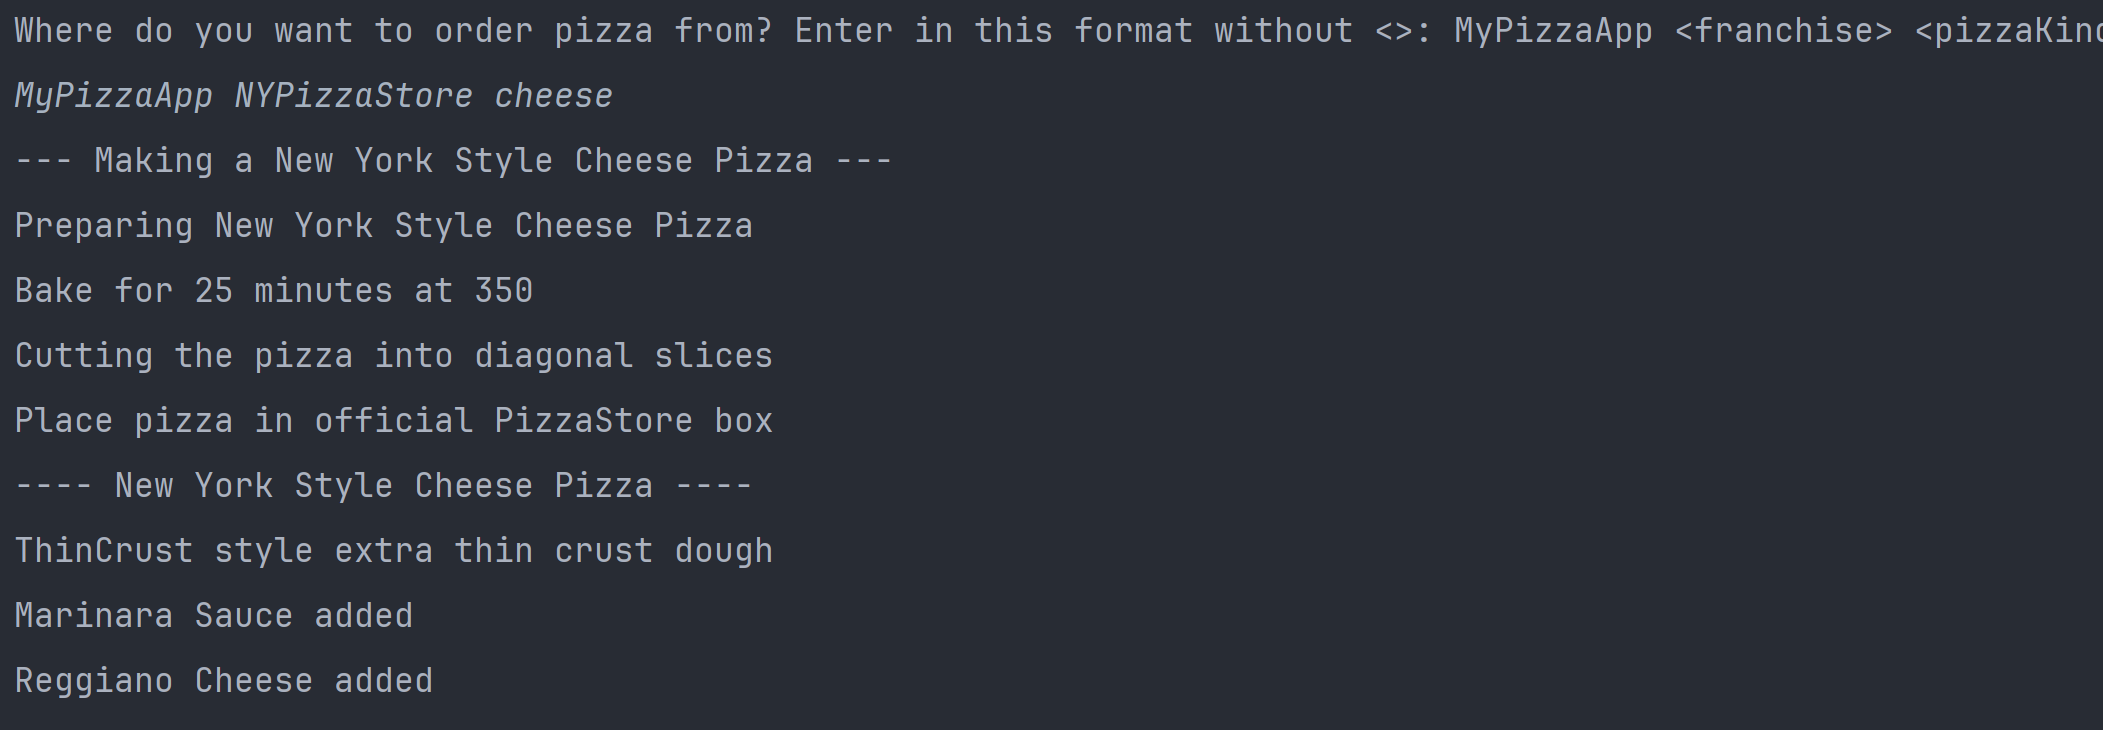 Where do you want to order pizza from? Enter in this format without <>: MyPizzaApp <franchise>
MyPizzaApp NYPizzaStore cheese
--- Making a New York Style Cheese Pizza ---
Preparing New York Style Cheese Pizza
Bake for 25 minutes at 350
Cutting the pizza into diagonal slices
Place pizza in official PizzaStore box
---- New York Style Cheese Pizza ----
ThinCrust style extra thin crust dough
Marinara Sauce added
Reggiano Cheese added